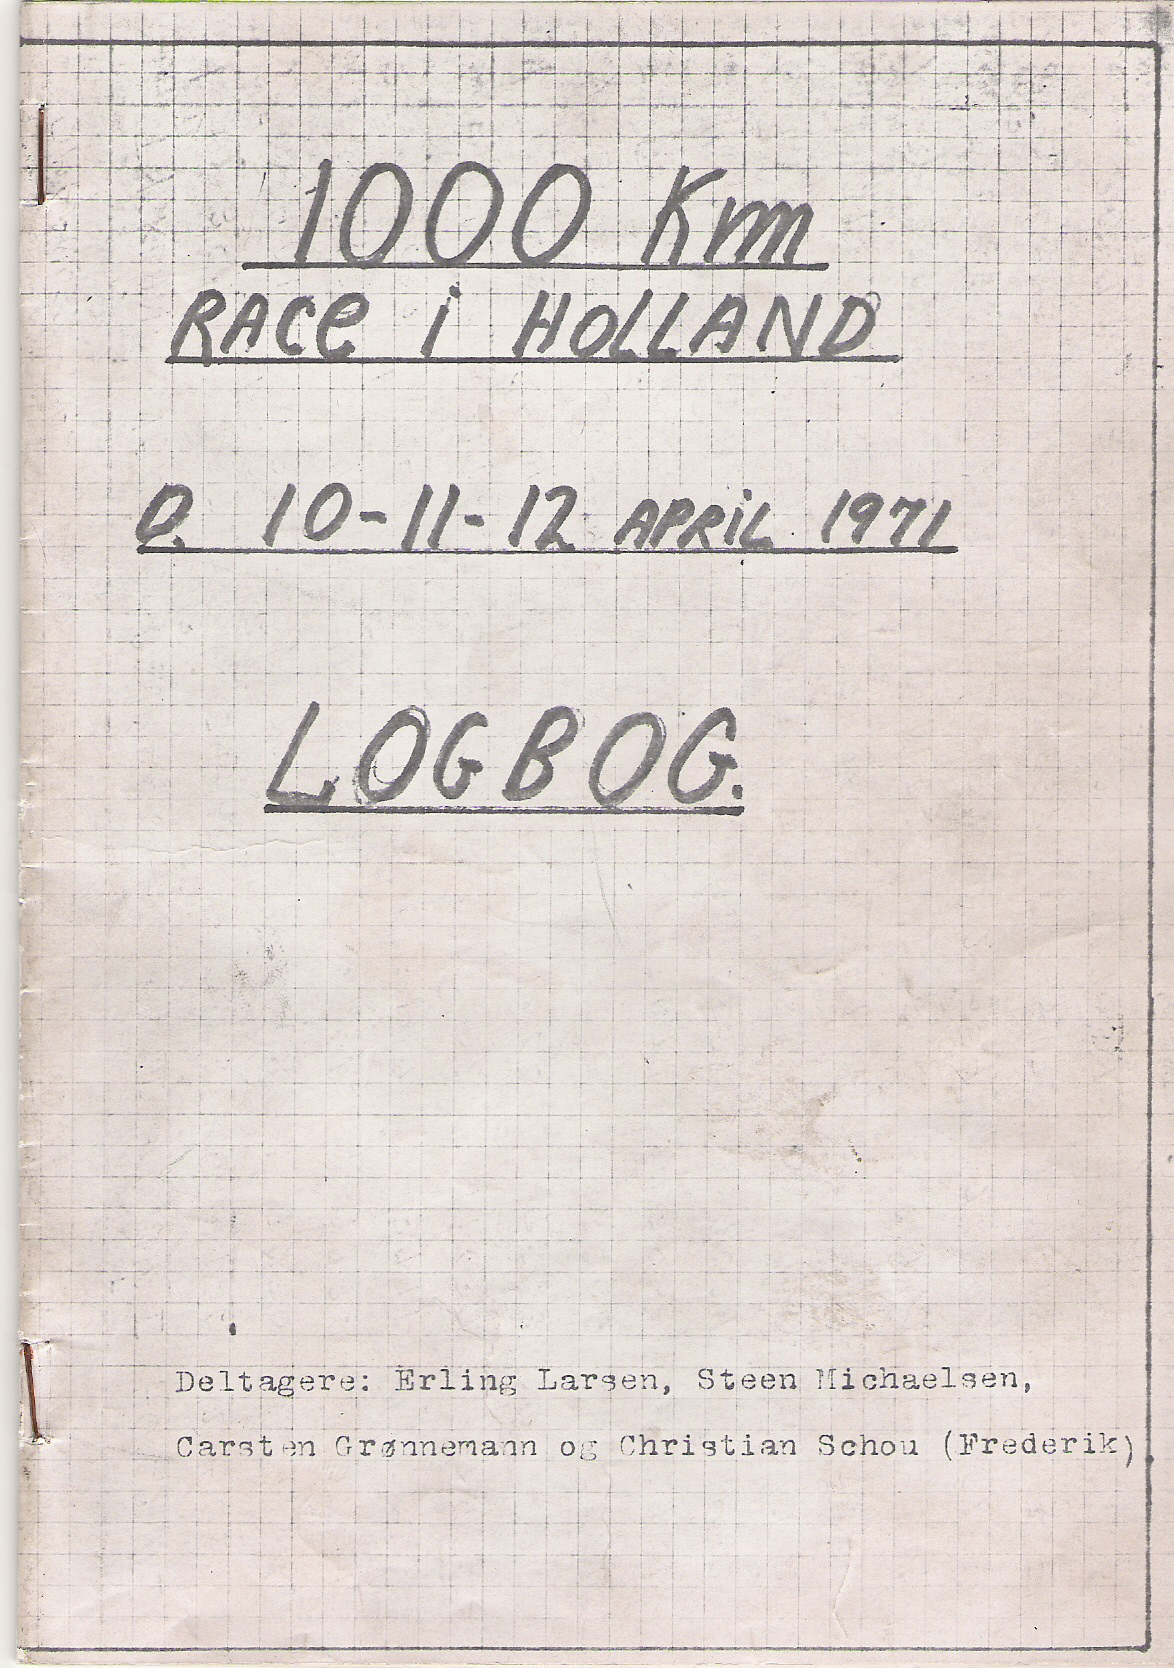 1000 Km
RACe i HOLLAND
D. 10-11-12 APRiL 1971
LOGBOG.
Deltagere: Erling Larsen, Steen Michaelsen,
Carsten Grønnemann og Christian Schou (Frederik)